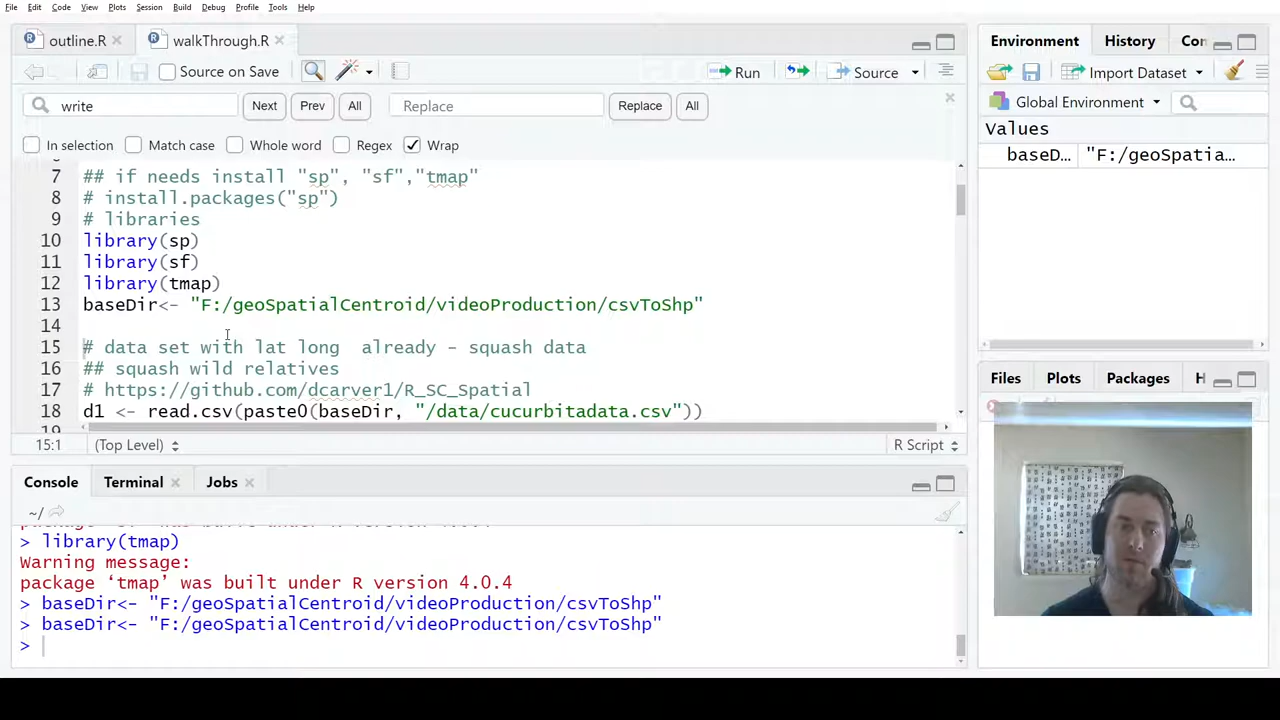 File Edit Code View Plots Session Build Debug Profile Tools Help
outline.R walkThrough.R
Source on Save Run Source
write Next Prev All Replace Replace All
In selection Match case Whole word Regex Wrap
7 ## if needs install "sp", "sf","tmap"
8 # install.packages("sp")
9 # libraries
10 library(sp)
11 library(sf)
12 library(tmap)
13 baseDir<- "F:/geoSpatialCentroid/videoProduction/csvToShp"
14
15 # data set with lat long already - squash data
16 ## squash wild relatives
17 # https://github.com/dcarver1/R_SC_Spatial
18 d1 <- read.csv(paste0(baseDir, "/data/cucurbitadata.csv"))
15:1 (Top Level) R Script
Console Terminal Jobs
~/
> library(tmap)
Warning message:
package ‘tmap’ was built under R version 4.0.4
> baseDir<- "F:/geoSpatialCentroid/videoProduction/csvToShp"
> baseDir<- "F:/geoSpatialCentroid/videoProduction/csvToShp"
>
Environment History Con
Import Dataset
Global Environment
Values
baseD… "F:/geoSpatia…
Files Plots Packages H